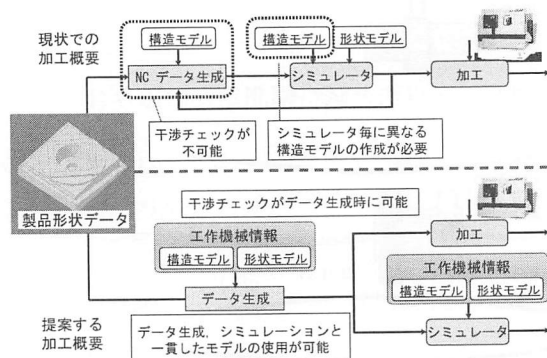 現状での
加工概要
構造モデル
構造モデル
形状モデル
NC データ生成
シミュレータ
加工
干渉チェックが
不可能
シミュレータ毎に異なる
構造モデルの作成が必要
製品形状データ
干渉チェックがデータ生成時に可能
工作機械情報
構造モデル
形状モデル
データ生成
加工
工作機械情報
構造モデル
形状モデル
シミュレータ
提案する
加工概要
データ生成，シミュレーションと
一貫したモデルの使用が可能